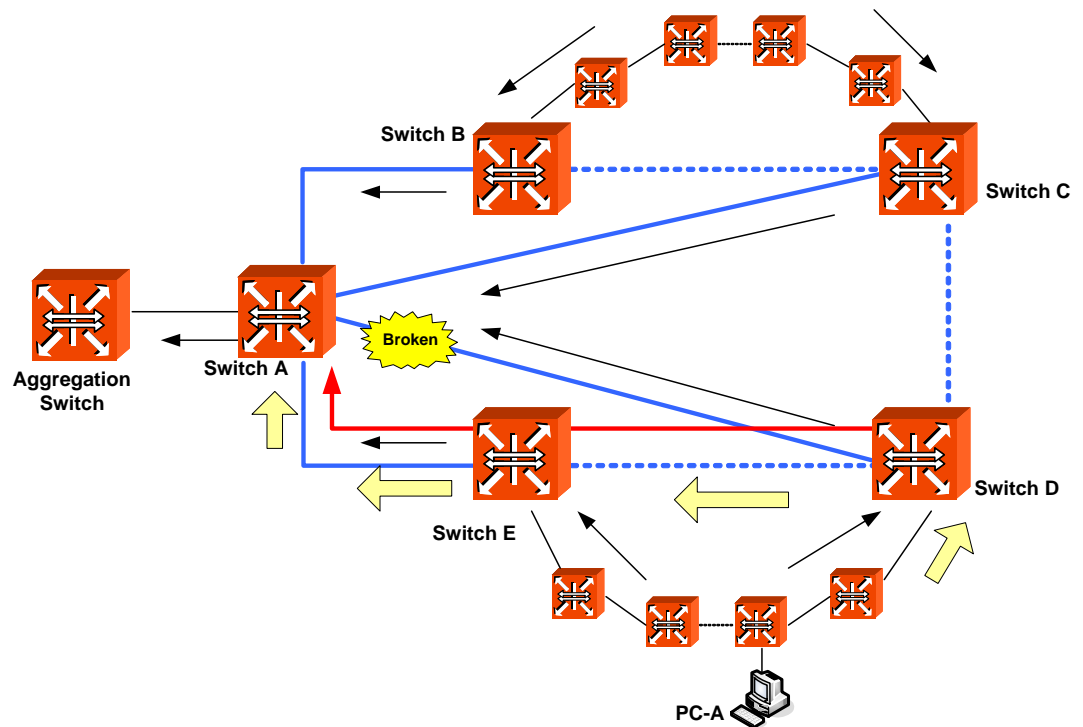 Switch B
Switch C
Broken
Switch A
Aggregation
Switch
Switch E
Switch D
PC-A